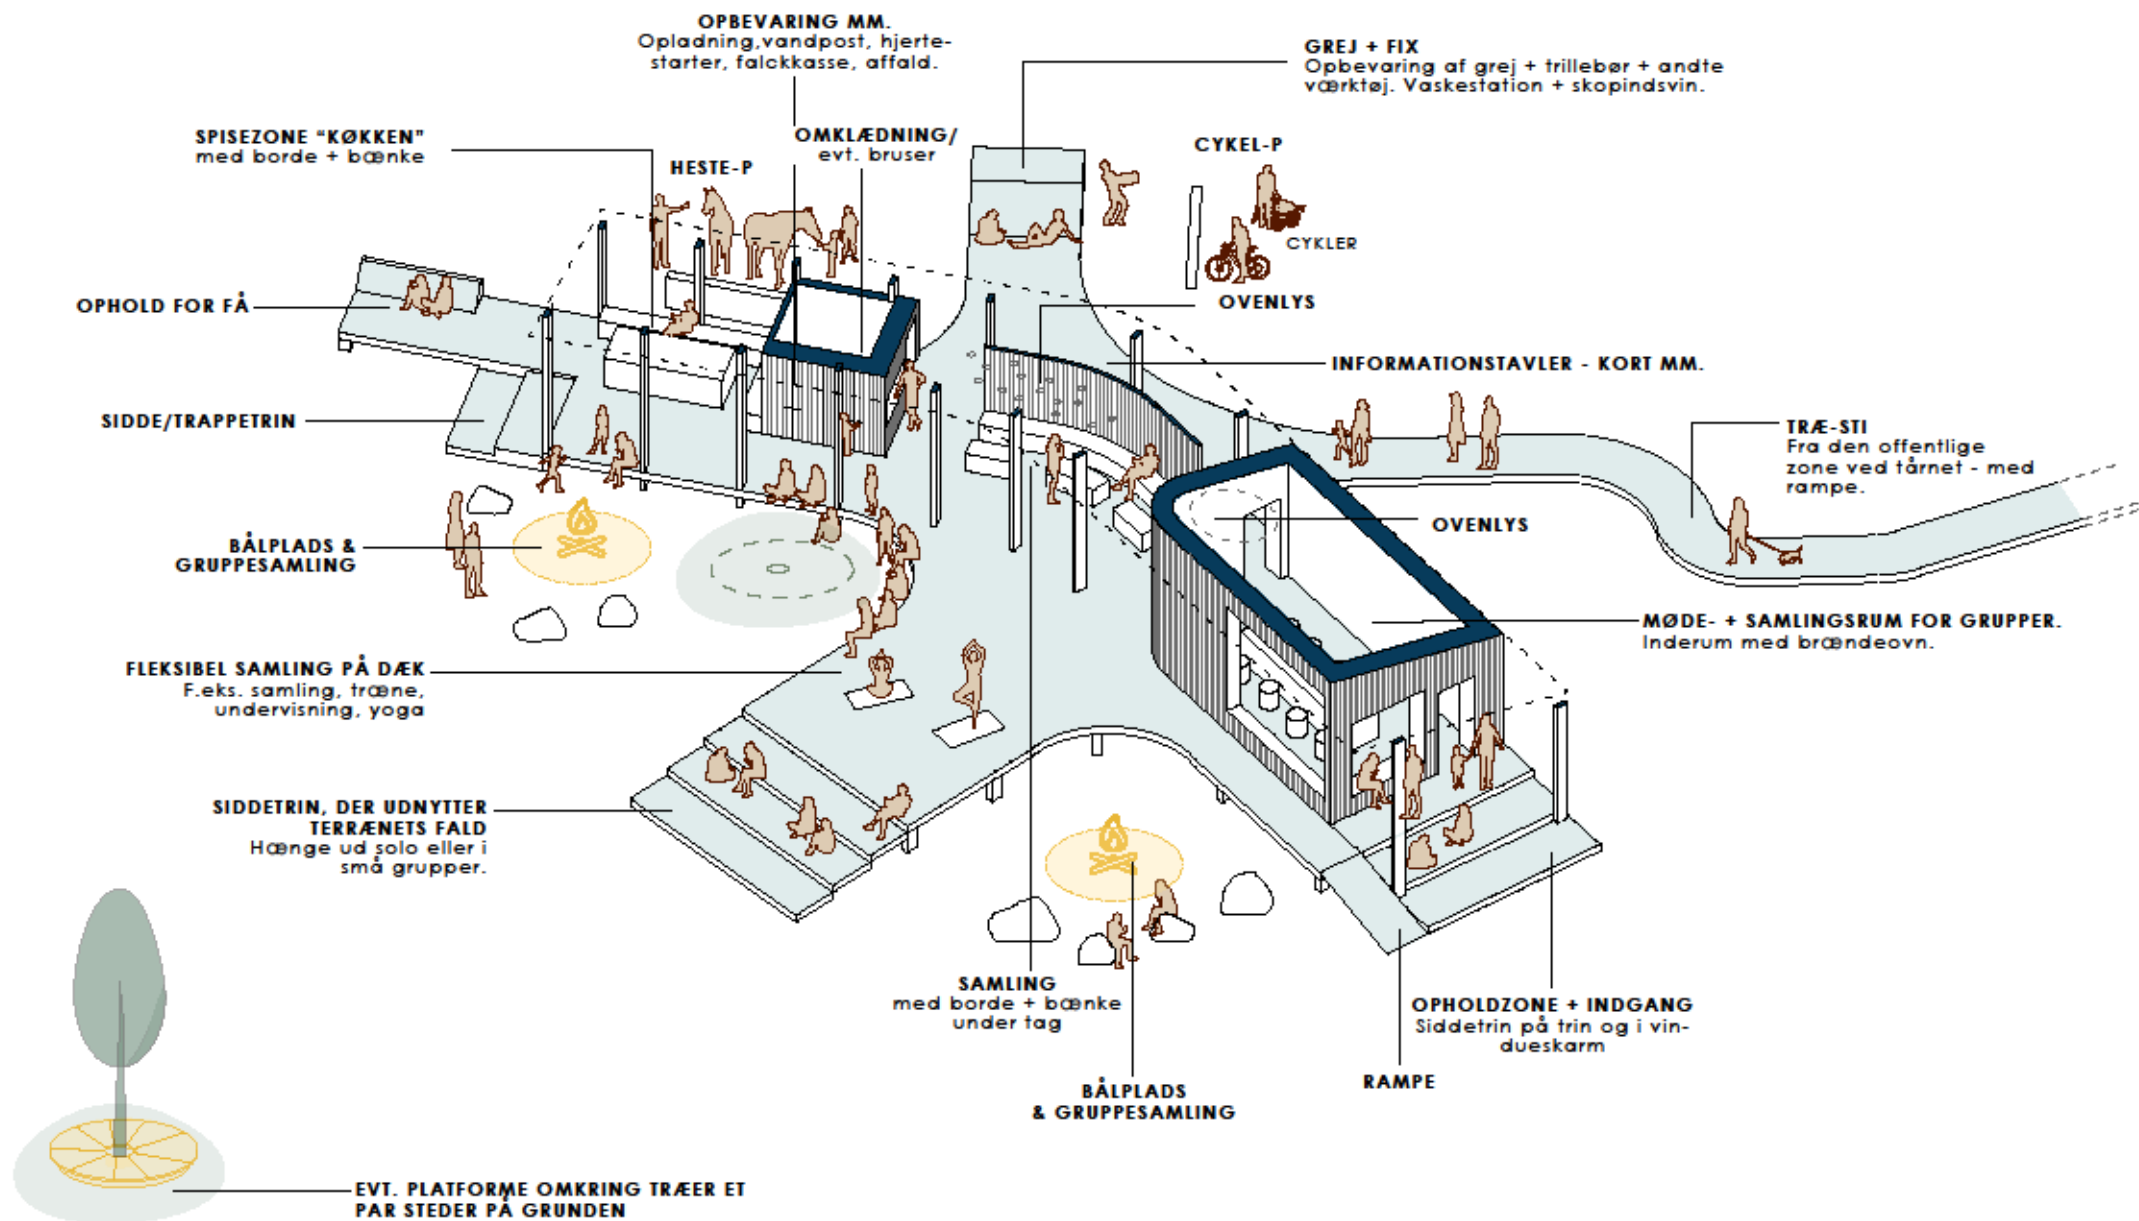 OPBEVARING MM.
Opladning,vandpost, hjerte-
starter, falckkasse, affald.
GREJ + FIX
Opbevaring af grej + trillebør + andte
værktøj. Vaskestation + skopindsvin.
SPISEZONE "KØKKEN"
med borde + bænke
OMKLÆDNING/
evt. bruser
HESTE-P
CYKEL-P
CYKLER
OPHOLD FOR FÅ
OVENLYS
INFORMATIONSTAVLER - KORT MM.
SIDDE/TRAPPETRIN
TRÆ-STI
Fra den offentlige
zone ved tårnet - med
rampe.
OVENLYS
BÅLPLADS &
GRUPPESAMLING
MØDE- + SAMLINGSRUM FOR GRUPPER.
Inderum med brændeovn.
FLEKSIBEL SAMLING PÅ DÆK
F.eks. samling, træne,
undervisning, yoga
SIDDETRIN, DER UDNYTTER
TERRÆNETS FALD
Hænge ud solo eller i
små grupper.
SAMLING
med borde + bænke
under tag
OPHOLDZONE + INDGANG
Siddetrin på trin og i vin-
dueskarm
RAMPE
BÅLPLADS
& GRUPPESAMLING
EVT. PLATFORME OMKRING TRÆER ET
PAR STEDER PÅ GRUNDEN